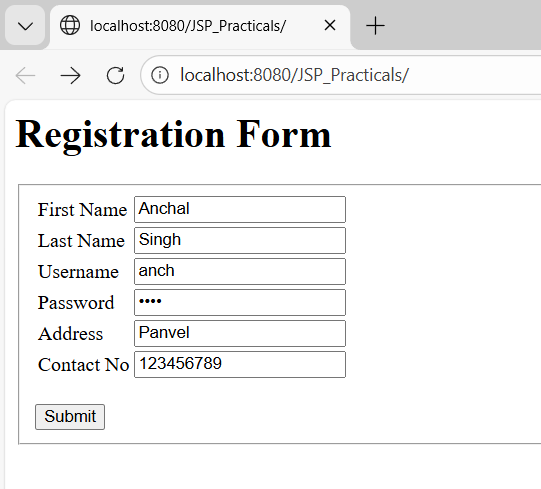 localhost:8080/JSP_Practicals/
localhost:8080/JSP_Practicals/
Registration Form
First Name Anchal
Last Name Singh
Username anch
Password ••••
Address Panvel
Contact No 123456789
Submit